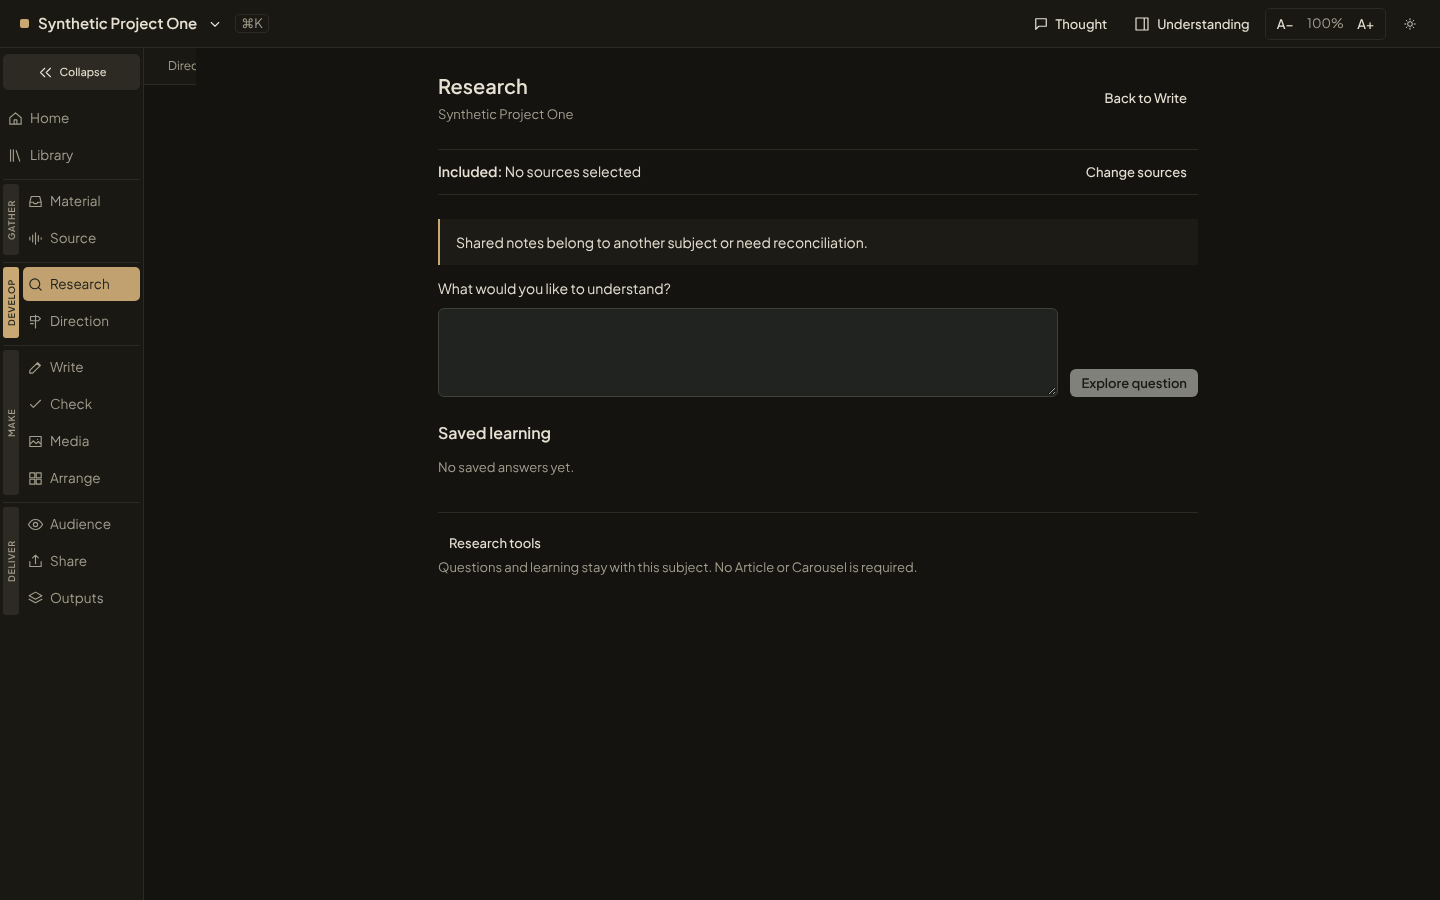 Synthetic Project One ⌘K
Thought
Understanding
A− 100% A+
Collapse
Direc
Home
Library
GATHER
Material
Source
DEVELOP
Research
Direction
MAKE
Write
Check
Media
Arrange
DELIVER
Audience
Share
Outputs
Research
Synthetic Project One
Back to Write
Included: No sources selected
Change sources
Shared notes belong to another subject or need reconciliation.
What would you like to understand?
Explore question
Saved learning
No saved answers yet.
Research tools
Questions and learning stay with this subject. No Article or Carousel is required.